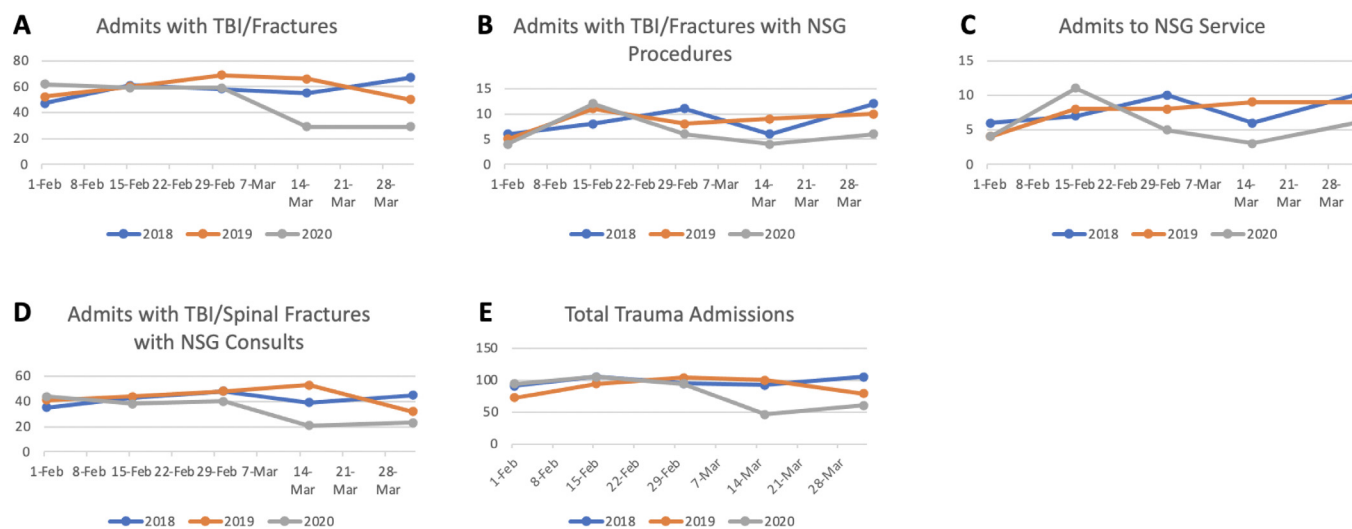 A
Admits with TBI/Fractures
80
60
40
20
0
1-Feb 8-Feb 15-Feb 22-Feb 29-Feb 7-Mar 14- 21- 28-
Mar Mar Mar
2018 2019 2020
B
Admits with TBI/Fractures with NSG
Procedures
15
10
5
0
1-Feb 8-Feb 15-Feb 22-Feb 29-Feb 7-Mar 14- 21- 28-
Mar Mar Mar
2018 2019 2020
C
Admits to NSG Service
15
10
5
0
1-Feb 8-Feb 15-Feb 22-Feb 29-Feb 7-Mar 14- 21- 28-
Mar Mar Mar
2018 2019 2020
D
Admits with TBI/Spinal Fractures
with NSG Consults
60
40
20
0
1-Feb 8-Feb 15-Feb 22-Feb 29-Feb 7-Mar 14- 21- 28-
Mar Mar Mar
2018 2019 2020
E
Total Trauma Admissions
150
100
50
0
1-Feb 8-Feb 15-Feb 22-Feb 29-Feb 7-Mar 14-Mar 21-Mar 28-Mar
2018 2019 2020